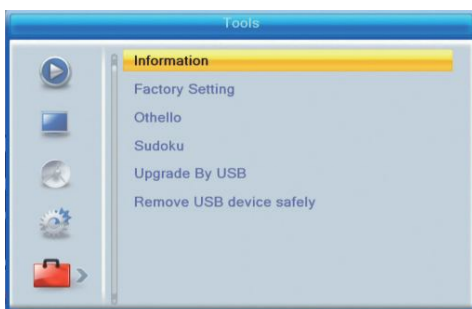 Tools
Information
Factory Setting
Othello
Sudoku
Upgrade By USB
Remove USB device safely